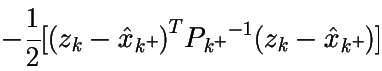 $-\frac{1}{2}[(z_k - \hat{x}_{k^+})^T {P_{k^+}}^{-1} (z_k - \hat{x}_{k^+})]$